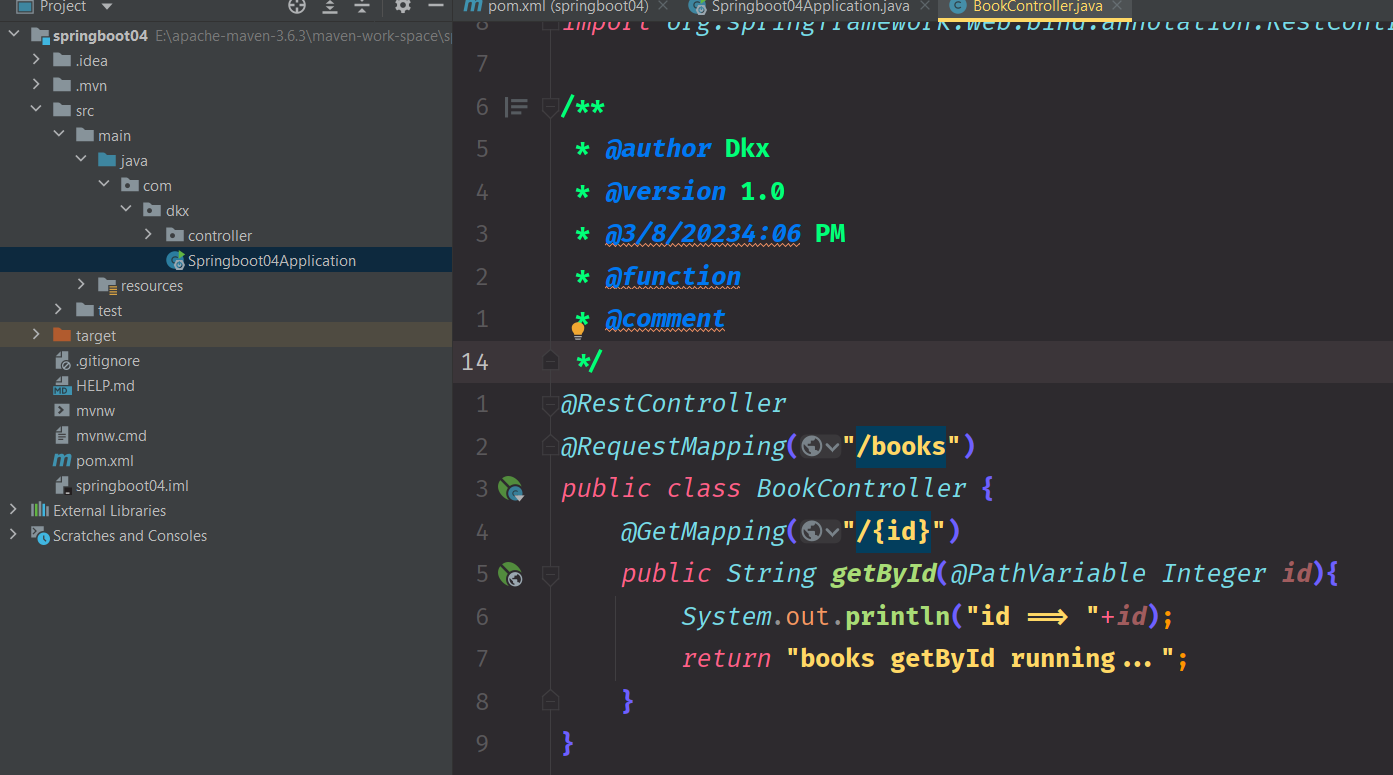 Project
pom.xml (springboot04)
Springboot04Application.java
BookController.java
springboot04 E:\apache-maven-3.6.3\maven-work-space\s
.idea
.mvn
src
main
java
com
dkx
controller
Springboot04Application
resources
test
target
.gitignore
HELP.md
mvnw
mvnw.cmd
pom.xml
springboot04.iml
External Libraries
Scratches and Consoles
8 import org.springframework.web.bind.annotation.RestContr
7
6 /**
5 * @author Dkx
4 * @version 1.0
3 * @3/8/20234:06 PM
2 * @function
1 * @comment
14 */
1 @RestController
2 @RequestMapping("/books")
3 public class BookController {
4 @GetMapping("/{id}")
5 public String getById(@PathVariable Integer id){
6 System.out.println("id ==> "+id);
7 return "books getById running...";
8 }
9 }